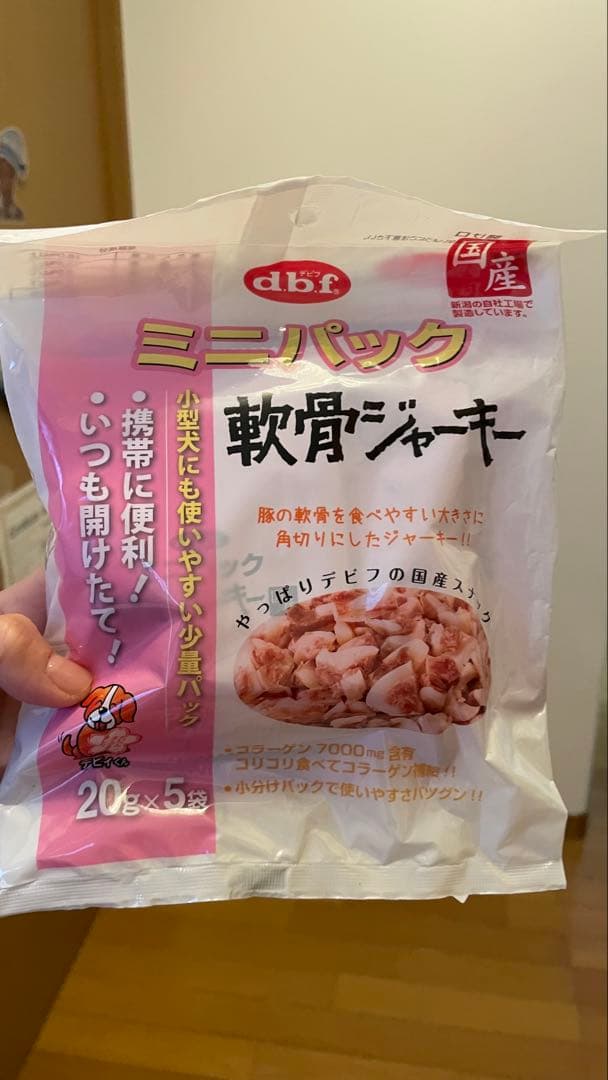 デビフ
d.b.f.
国産
新潟の自社工場で
製造しています。
ミニパック
軟骨ジャーキー
小型犬にも使いやすい少量パック
・携帯に便利！
・いつも開けたて！
豚の軟骨を食べやすい大きさに
角切りにしたジャーキー!!
やっぱりデビフの国産スナック
デビィくん
20g×5袋
・コラーゲン 7000mg 含有
コリコリ食べてコラーゲン補給!!
・小分けパックで使いやすさバツグン!!